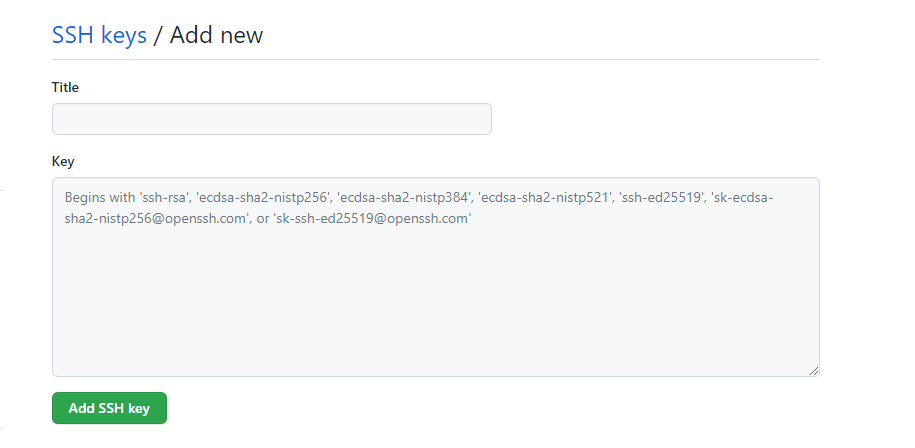 SSH keys / Add new
Title
Key
Begins with 'ssh-rsa', 'ecdsa-sha2-nistp256', 'ecdsa-sha2-nistp384', 'ecdsa-sha2-nistp521', 'ssh-ed25519', 'sk-ecdsa-
sha2-nistp256@openssh.com', or 'sk-ssh-ed25519@openssh.com'
Add SSH key